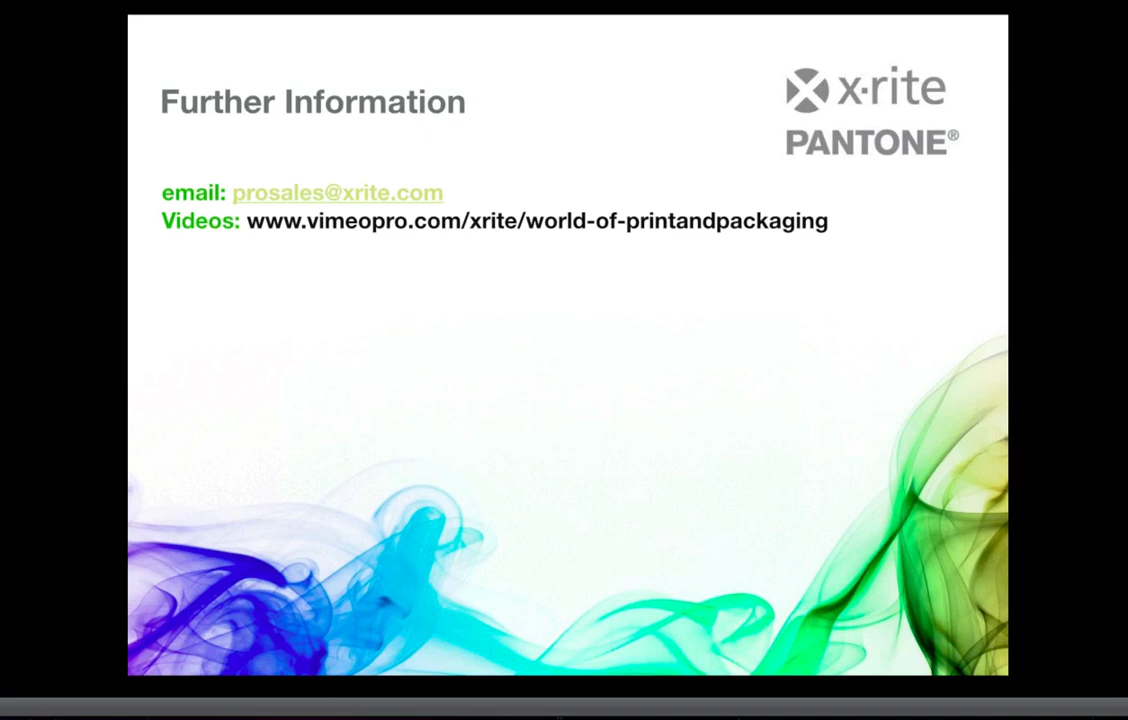 Further Information
x·rite
PANTONE®
email: prosales@xrite.com
Videos: www.vimeopro.com/xrite/world-of-printandpackaging